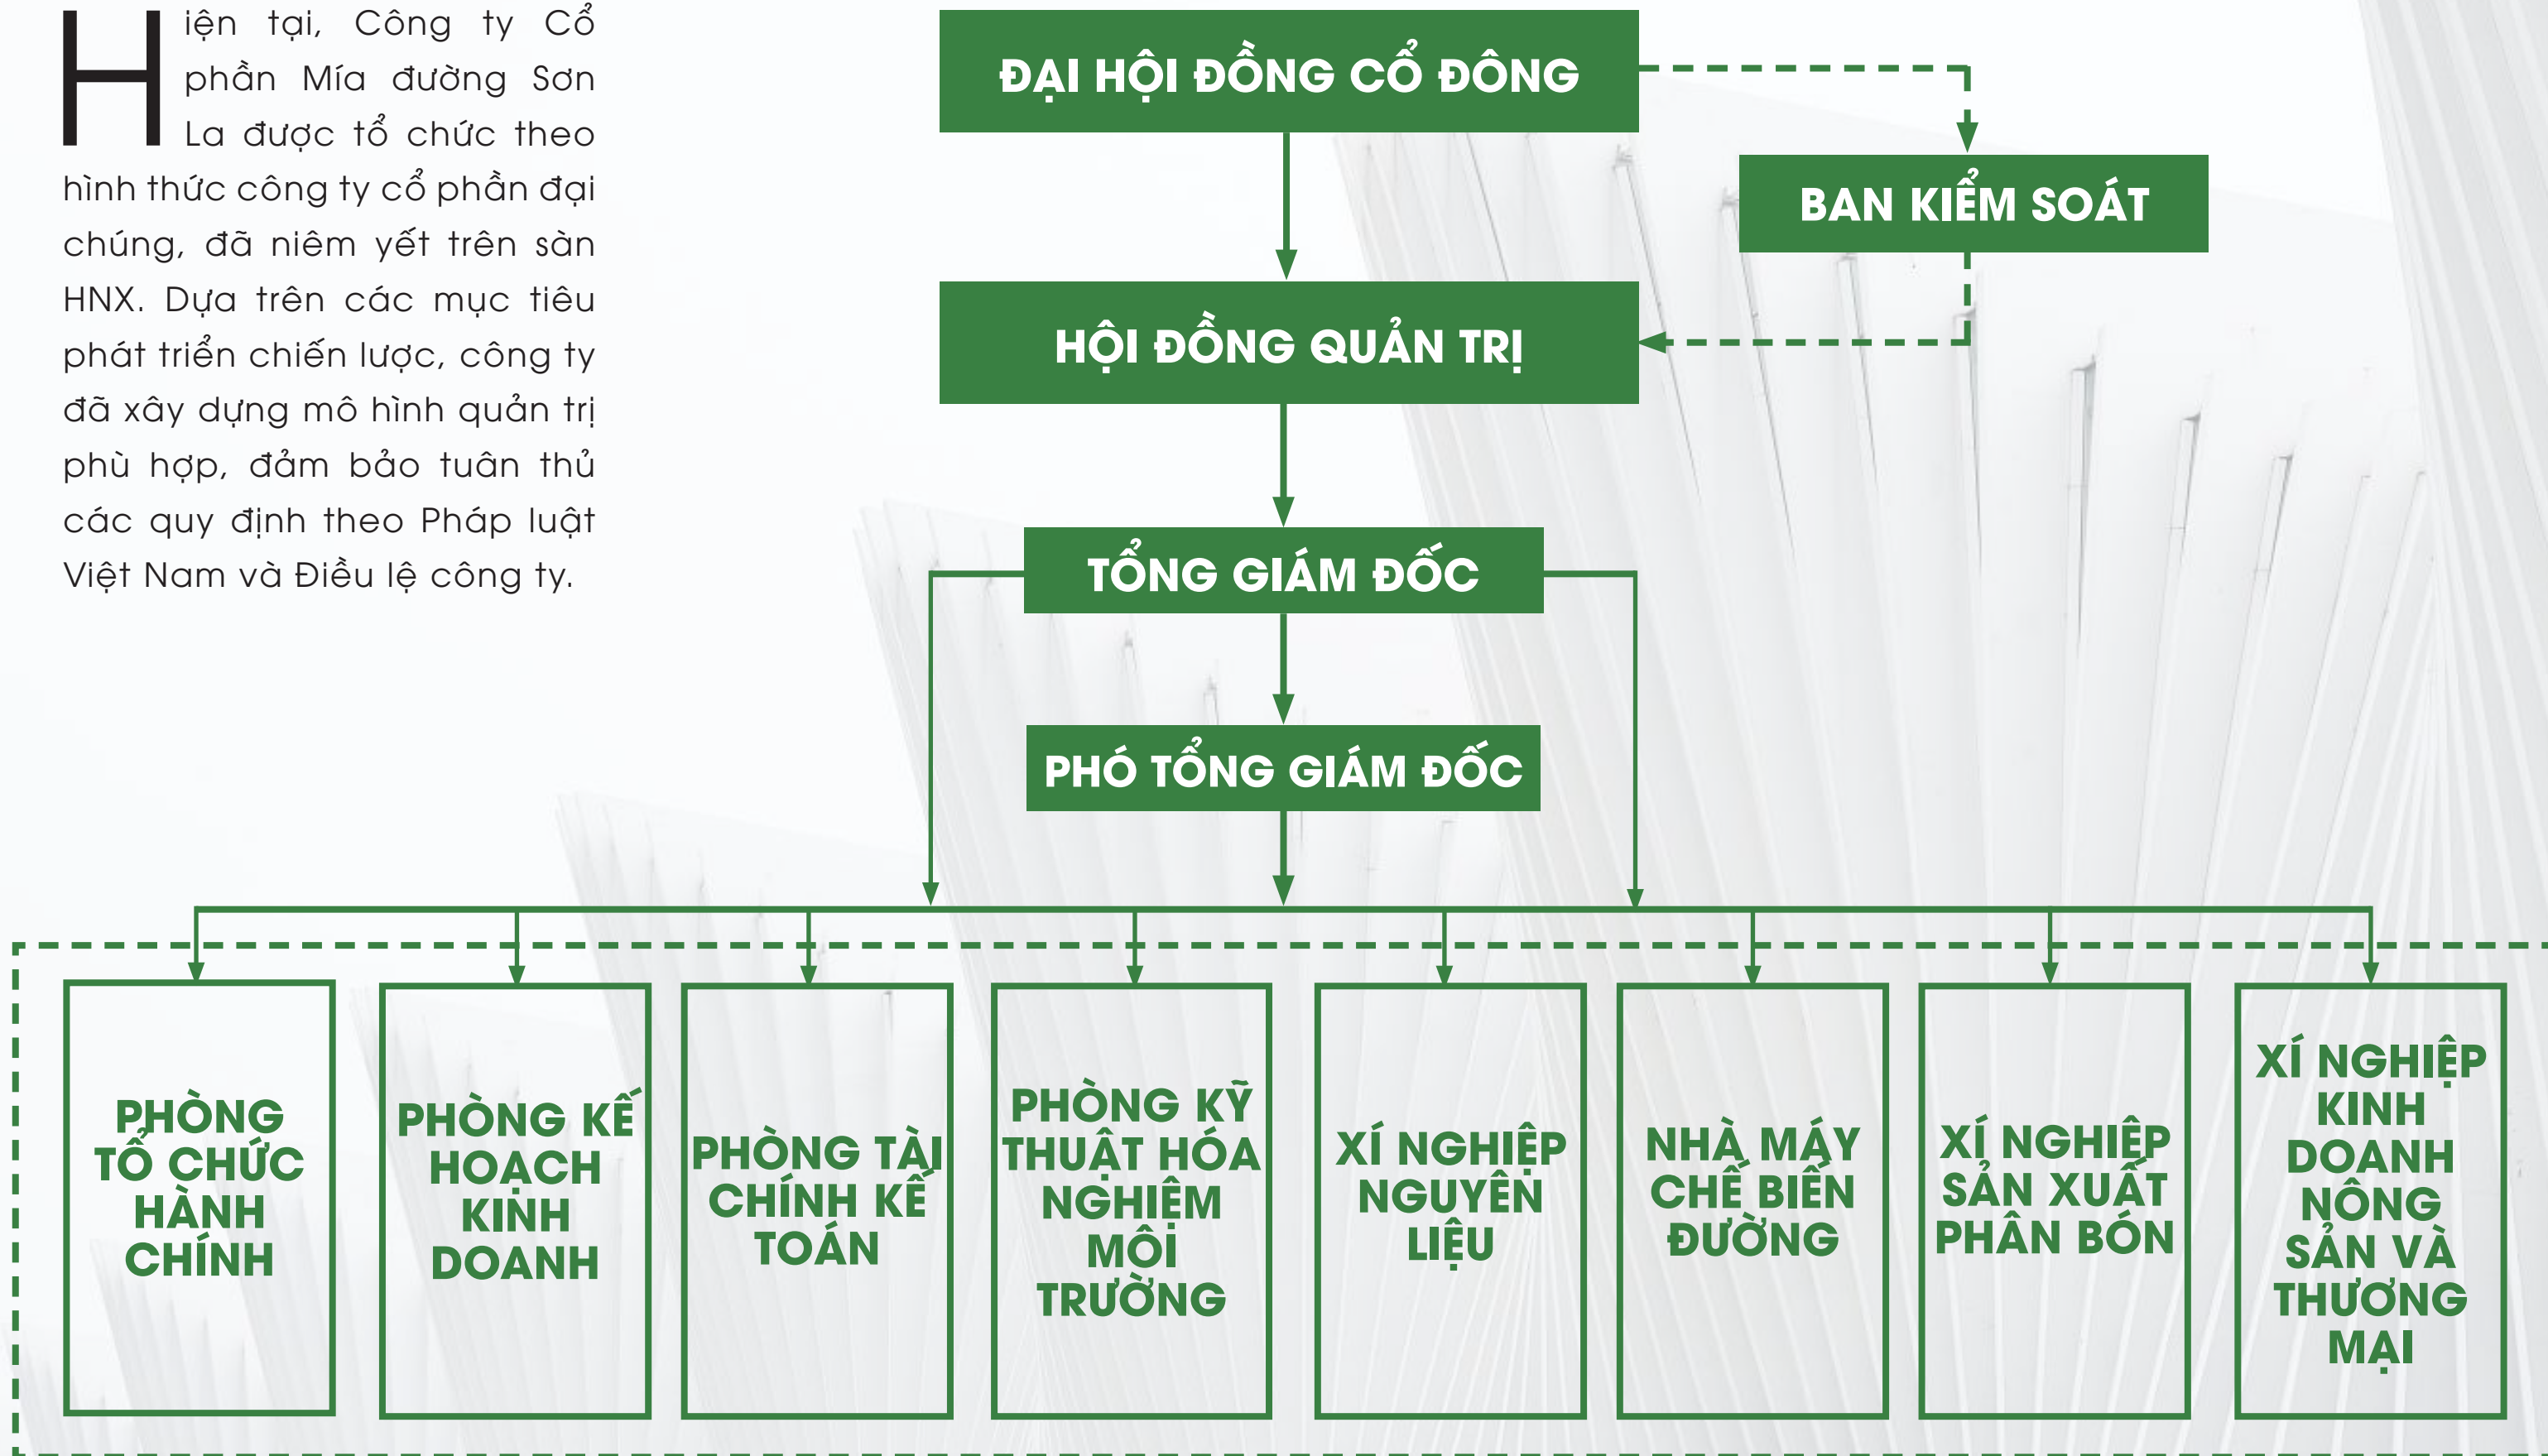 Hiện tại, Công ty Cổ
phần Mía đường Sơn
La được tổ chức theo
hình thức công ty cổ phần đại
chúng, đã niêm yết trên sàn
HNX. Dựa trên các mục tiêu
phát triển chiến lược, công ty
đã xây dựng mô hình quản trị
phù hợp, đảm bảo tuân thủ
các quy định theo Pháp luật
Việt Nam và Điều lệ công ty.
ĐẠI HỘI ĐỒNG CỔ ĐÔNG
BAN KIỂM SOÁT
HỘI ĐỒNG QUẢN TRỊ
TỔNG GIÁM ĐỐC
PHÓ TỔNG GIÁM ĐỐC
PHÒNG
TỔ CHỨC
HÀNH
CHÍNH
PHÒNG KẾ
HOẠCH
KINH
DOANH
PHÒNG TÀI
CHÍNH KẾ
TOÁN
PHÒNG KỸ
THUẬT HÓA
NGHIỆM
MÔI
TRƯỜNG
XÍ NGHIỆP
NGUYÊN
LIỆU
NHÀ MÁY
CHẾ BIẾN
ĐƯỜNG
XÍ NGHIỆP
SẢN XUẤT
PHÂN BÓN
XÍ NGHIỆP
KINH
DOANH
NÔNG
SẢN VÀ
THƯƠNG
MẠI